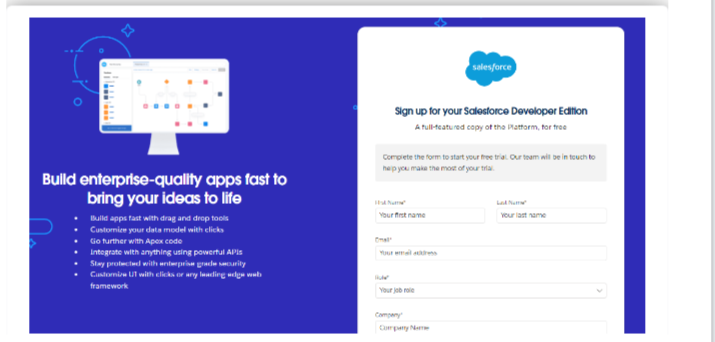 Build enterprise-quality apps fast to
bring your ideas to life
Build apps fast with drag and drop tools
Customize your data model with clicks
Go further with Apex code
Integrate with anything using powerful APIs
Stay protected with enterprise grade security
Customize UI with clicks or any leading edge web
framework
salesforce
Sign up for your Salesforce Developer Edition
A full-featured copy of the Platform, for free
Complete the form to start your free trial. Our team will be in touch to
help you make the most of your trial.
First Name* Last Name*
Your first name Your last name
Email*
Your email address
Role*
Your job role
Company*
Company Name